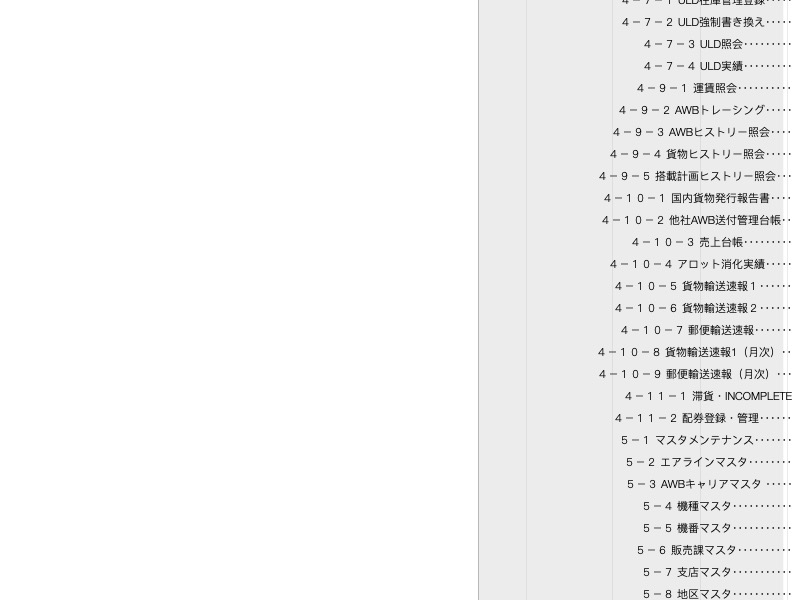 ４－７－１ ULD在庫管理登録
４－７－２ ULD強制書き換え･････
４－７－３ ULD照会･････････
４－７－４ ULD実績･････････
４－９－１ 運賃照会･･････････
４－９－２ AWBトレーシング･････
４－９－３ AWBヒストリー照会････
４－９－４ 貨物ヒストリー照会･････
４－９－５ 搭載計画ヒストリー照会･･･
４－１０－１ 国内貨物発行報告書････
４－１０－２ 他社AWB送付管理台帳･･
４－１０－３ 売上台帳･････････
４－１０－４ アロット消化実績･････
４－１０－５ 貨物輸送速報１･･････
４－１０－６ 貨物輸送速報２･･････
４－１０－７ 郵便輸送速報･･･････
４－１０－８ 貨物輸送速報1（月次）･･
４－１０－９ 郵便輸送速報（月次）･･･
４－１１－１ 滞貨・INCOMPLETE
４－１１－２ 配券登録・管理･･････
５－１ マスタメンテナンス･･･････
５－２ エアラインマスタ････････
５－３ AWBキャリアマスタ ･････
５－４ 機種マスタ･･･････････
５－５ 機番マスタ･･･････････
５－６ 販売課マスタ･･････････
５－７ 支店マスタ･･･････････
５－８ 地区マスタ･･･････････